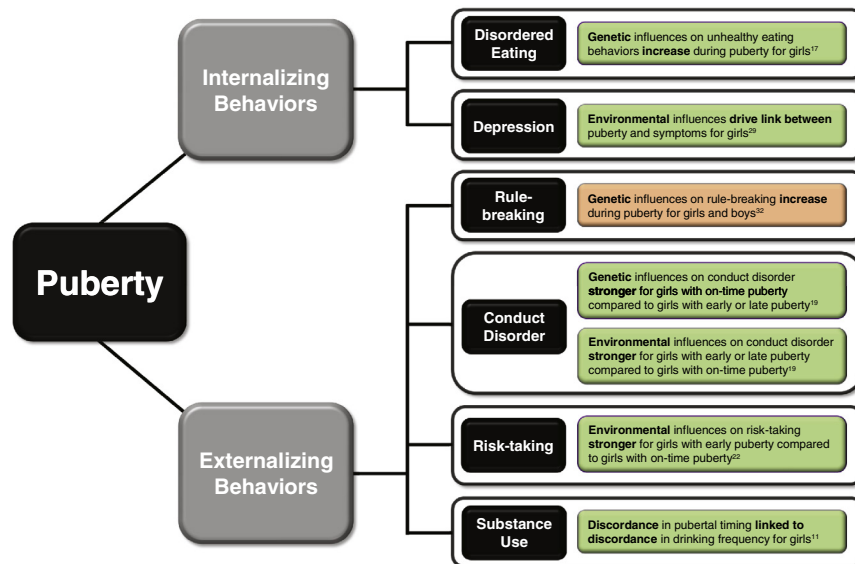 Puberty
Internalizing
Behaviors
Disordered
Eating
Genetic influences on unhealthy eating
behaviors increase during puberty for girls17
Depression
Environmental influences drive link between
puberty and symptoms for girls29
Externalizing
Behaviors
Rule-
breaking
Genetic influences on rule-breaking increase
during puberty for girls and boys32
Conduct
Disorder
Genetic influences on conduct disorder
stronger for girls with on-time puberty
compared to girls with early or late puberty19
Environmental influences on conduct disorder
stronger for girls with early or late puberty
compared to girls with on-time puberty19
Risk-taking
Environmental influences on risk-taking
stronger for girls with early puberty compared
to girls with on-time puberty22
Substance
Use
Discordance in pubertal timing linked to
discordance in drinking frequency for girls11